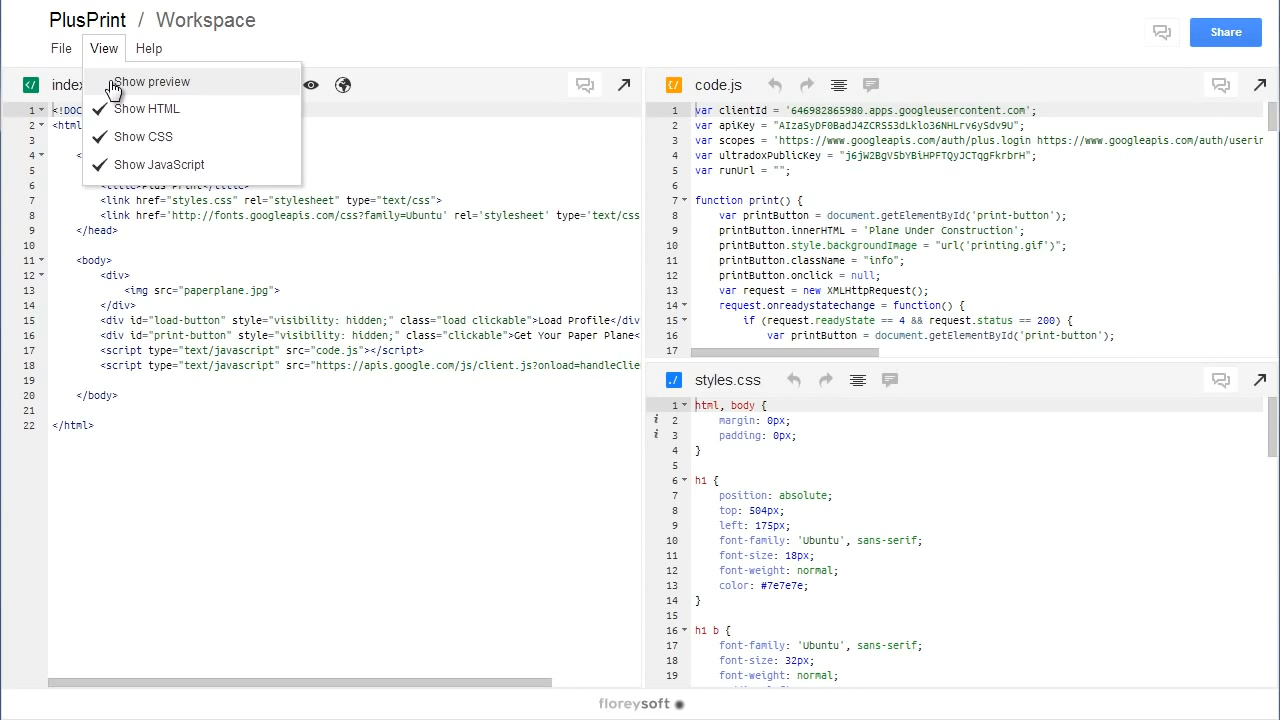 PlusPrint / Workspace
Share
File View Help
Show preview
Show HTML
Show CSS
Show JavaScript
index
1 <!DOC
2 <html
3
4 <
5
6 <title>Plus Print</title>
7 <link href="styles.css" rel="stylesheet" type="text/css">
8 <link href='http://fonts.googleapis.com/css?family=Ubuntu' rel='stylesheet' type='text/css
9 </head>
10
11 <body>
12 <div>
13 <img src="paperplane.jpg">
14 </div>
15 <div id="load-button" style="visibility: hidden;" class="load clickable">Load Profile</div
16 <div id="print-button" style="visibility: hidden;" class="clickable">Get Your Paper Plane<
17 <script type="text/javascript" src="code.js"></script>
18 <script type="text/javascript" src="https://apis.google.com/js/client.js?onload=handleClie
19
20 </body>
21
22 </html>
code.js
1 var clientId = '646982865980.apps.googleusercontent.com';
2 var apiKey = "AIzaSyDF0BadJ4ZCRS53dLklo36NHLrv6ySdv9U";
3 var scopes = 'https://www.googleapis.com/auth/plus.login https://www.googleapis.com/auth/userin
4 var ultradoxPublicKey = "j6jW2BgV5bYBiHPFTQyJCTqgFkrbrH";
5 var runUrl = "";
6
7 function print() {
8 var printButton = document.getElementById('print-button');
9 printButton.innerHTML = 'Plane Under Construction';
10 printButton.style.backgroundImage = "url('printing.gif')";
11 printButton.className = "info";
12 printButton.onclick = null;
13 var request = new XMLHttpRequest();
14 request.onreadystatechange = function() {
15 if (request.readyState == 4 && request.status == 200) {
16 var printButton = document.getElementById('print-button');
17
styles.css
1 html, body {
2 margin: 0px;
3 padding: 0px;
4 }
5
6 h1 {
7 position: absolute;
8 top: 504px;
9 left: 175px;
10 font-family: 'Ubuntu', sans-serif;
11 font-size: 18px;
12 font-weight: normal;
13 color: #7e7e7e;
14 }
15
16 h1 b {
17 font-family: 'Ubuntu', sans-serif;
18 font-size: 32px;
19 font-weight: normal;
floreysoft